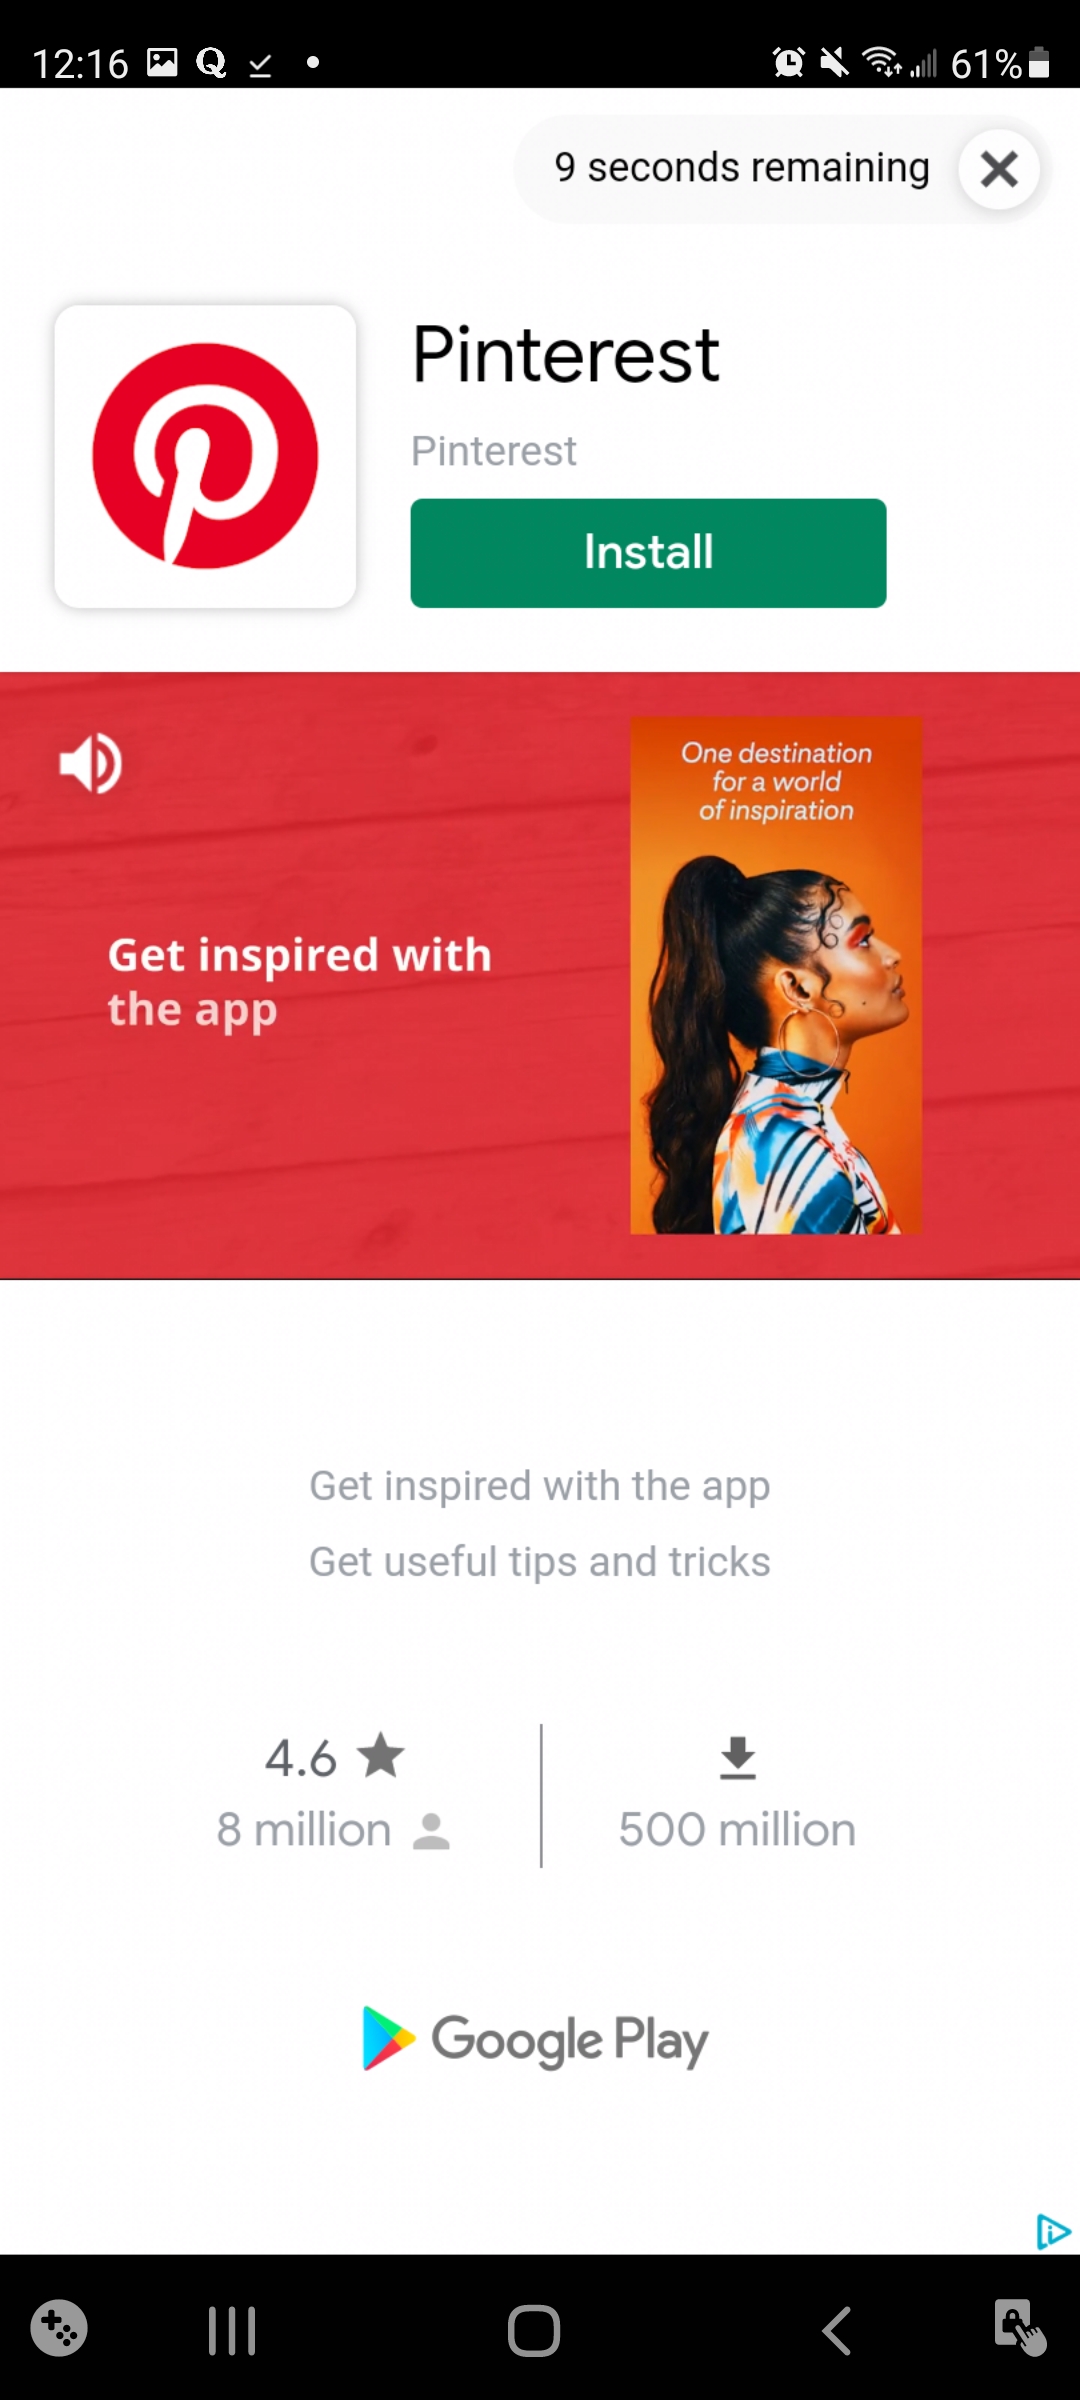 12:16
61%
9 seconds remaining
Pinterest
Pinterest
Install
One destination
for a world
of inspiration
Get inspired with
the app
Get inspired with the app
Get useful tips and tricks
4.6
8 million
500 million
Google Play